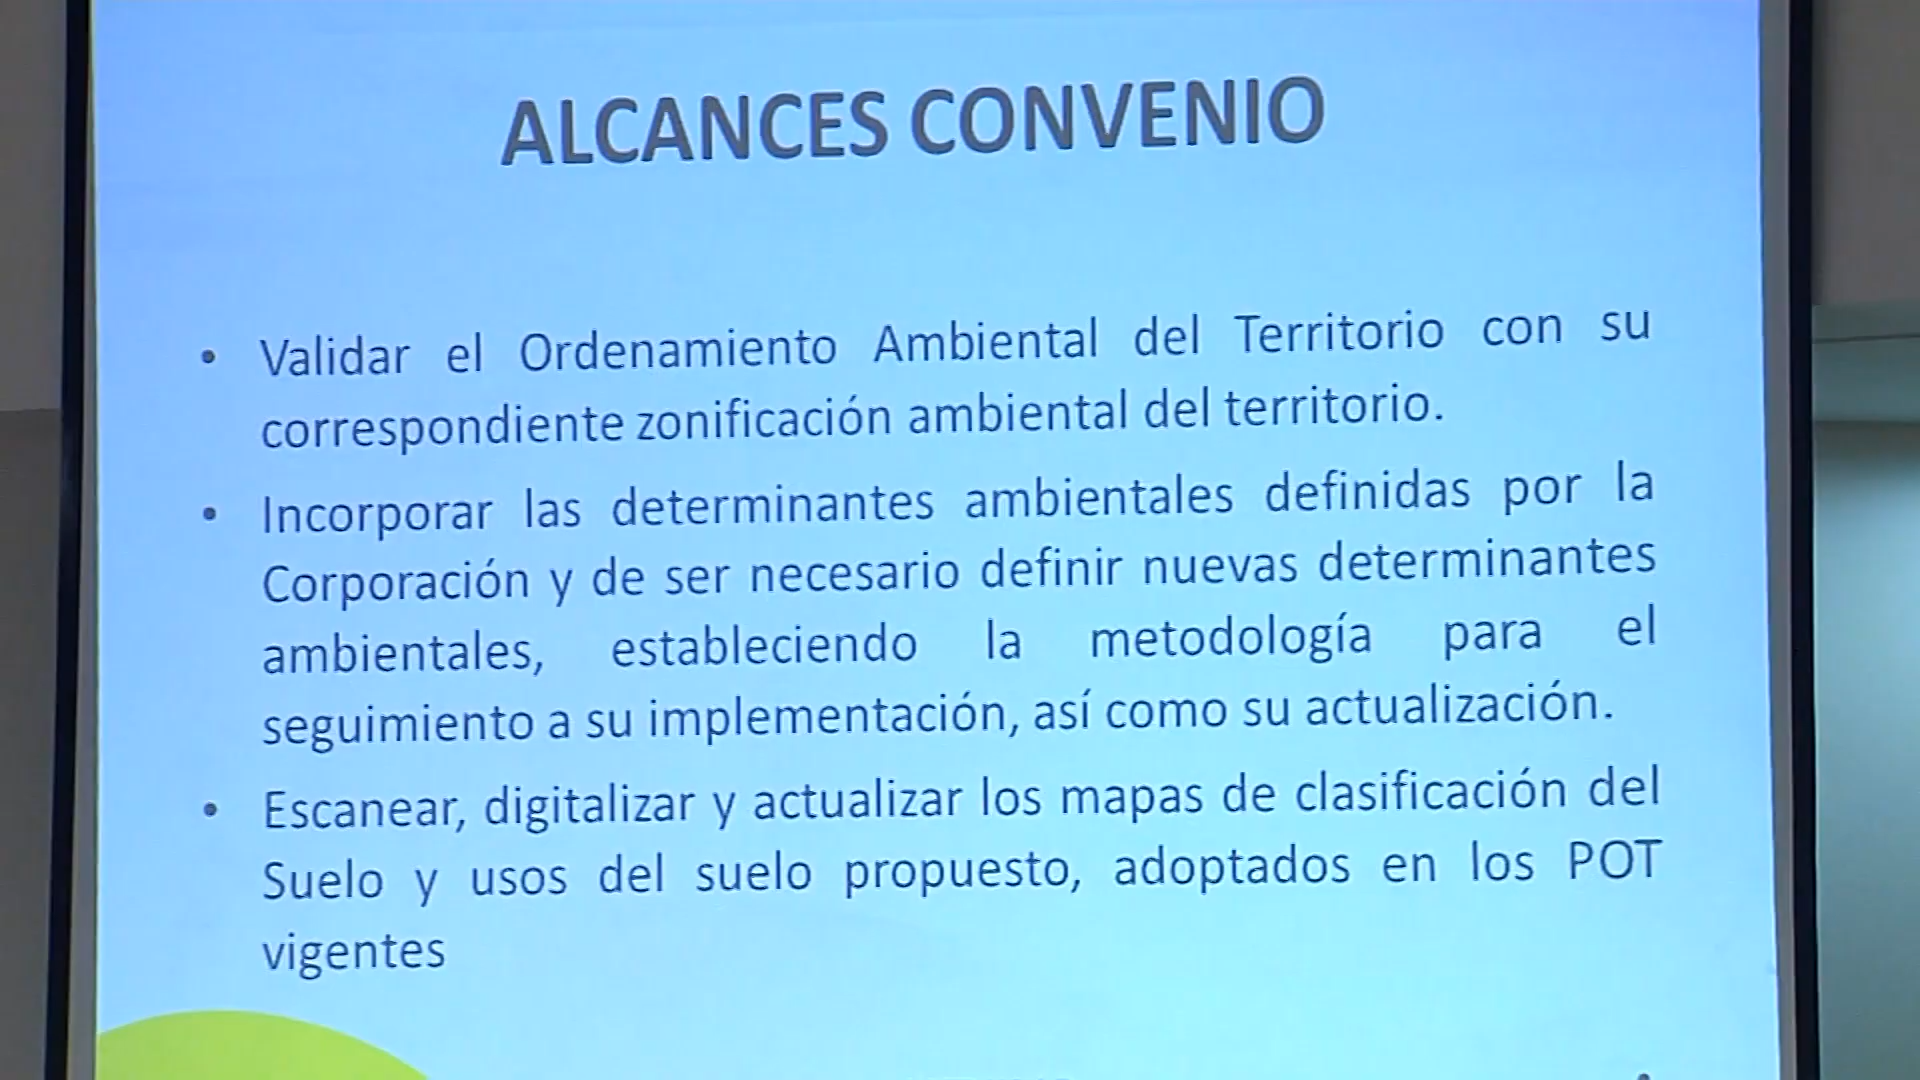 ALCANCES CONVENIO
• Validar el Ordenamiento Ambiental del Territorio con su
correspondiente zonificación ambiental del territorio.
• Incorporar las determinantes ambientales definidas por la
Corporación y de ser necesario definir nuevas determinantes
ambientales, estableciendo la metodología para el
seguimiento a su implementación, así como su actualización.
• Escanear, digitalizar y actualizar los mapas de clasificación del
Suelo y usos del suelo propuesto, adoptados en los POT
vigentes